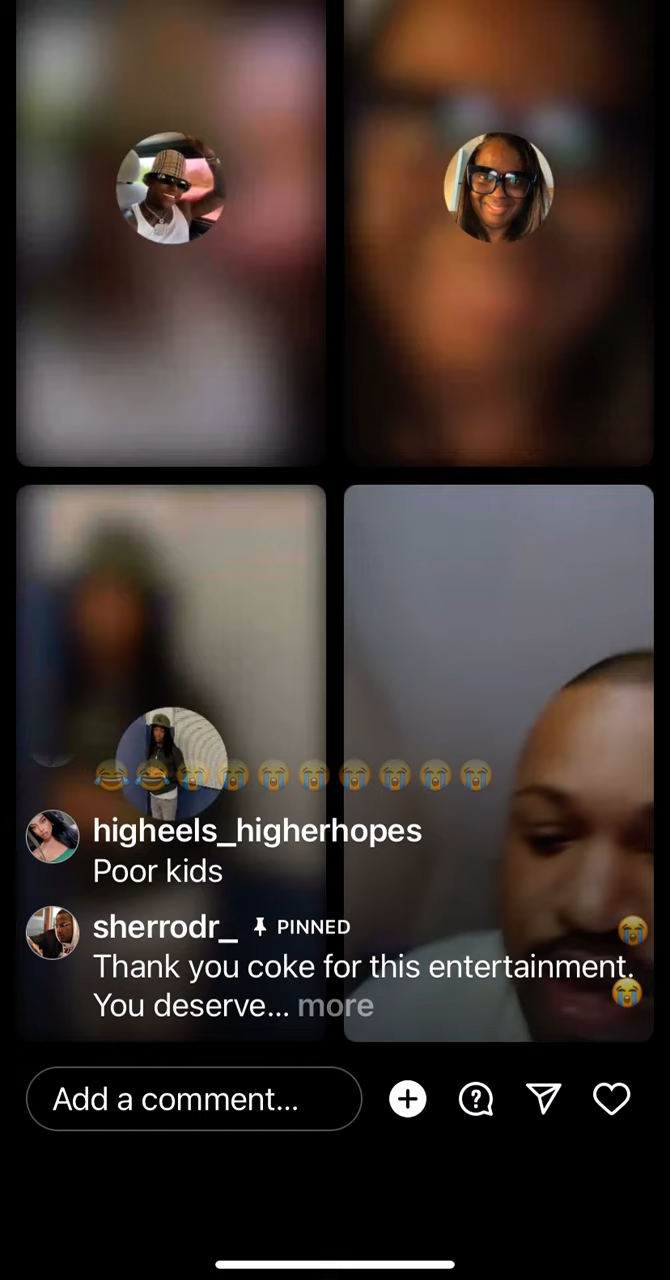 😂😂😭😭😭😭😭😭😭😭
higheels_higherhopes
Poor kids
sherrodr_ PINNED
Thank you coke for this entertainment.
You deserve... more
Add a comment...